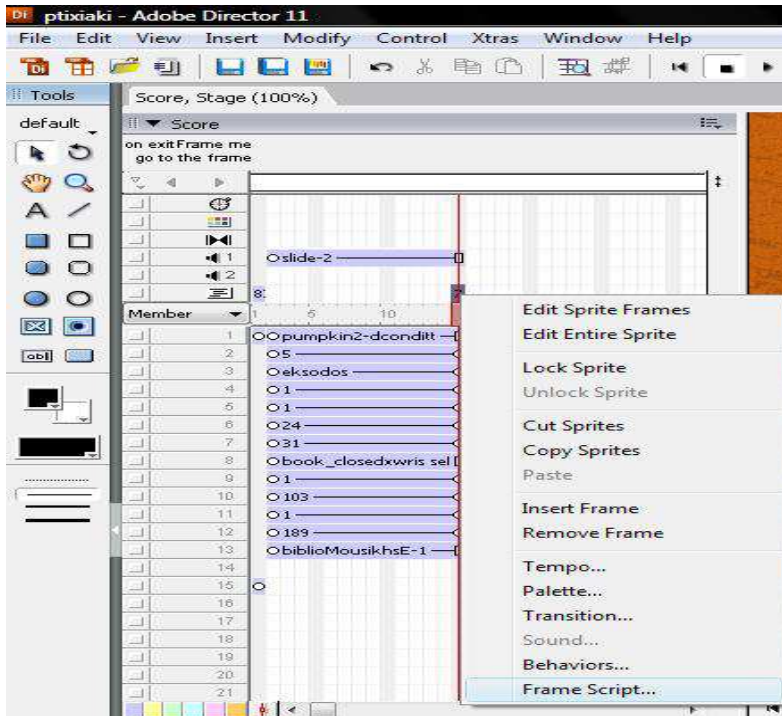 Di ptixiaki - Adobe Director 11
File Edit View Insert Modify Control Xtras Window Help
Tools
Score, Stage (100%)
default
Score
on exitFrame me
go to the frame
1 slide-2
2
8: 7
Member 1 5 10
1 pumpkin2-dconditt
2 5
3 eksodos
4 1
5 1
6 24
7 31
8 book_closedxwris sel
9 1
10 103
11 1
12 189
13 biblioMousikhsE-1
14
15
16
17
18
19
20
21
Edit Sprite Frames
Edit Entire Sprite
Lock Sprite
Unlock Sprite
Cut Sprites
Copy Sprites
Paste
Insert Frame
Remove Frame
Tempo...
Palette...
Transition...
Sound...
Behaviors...
Frame Script...